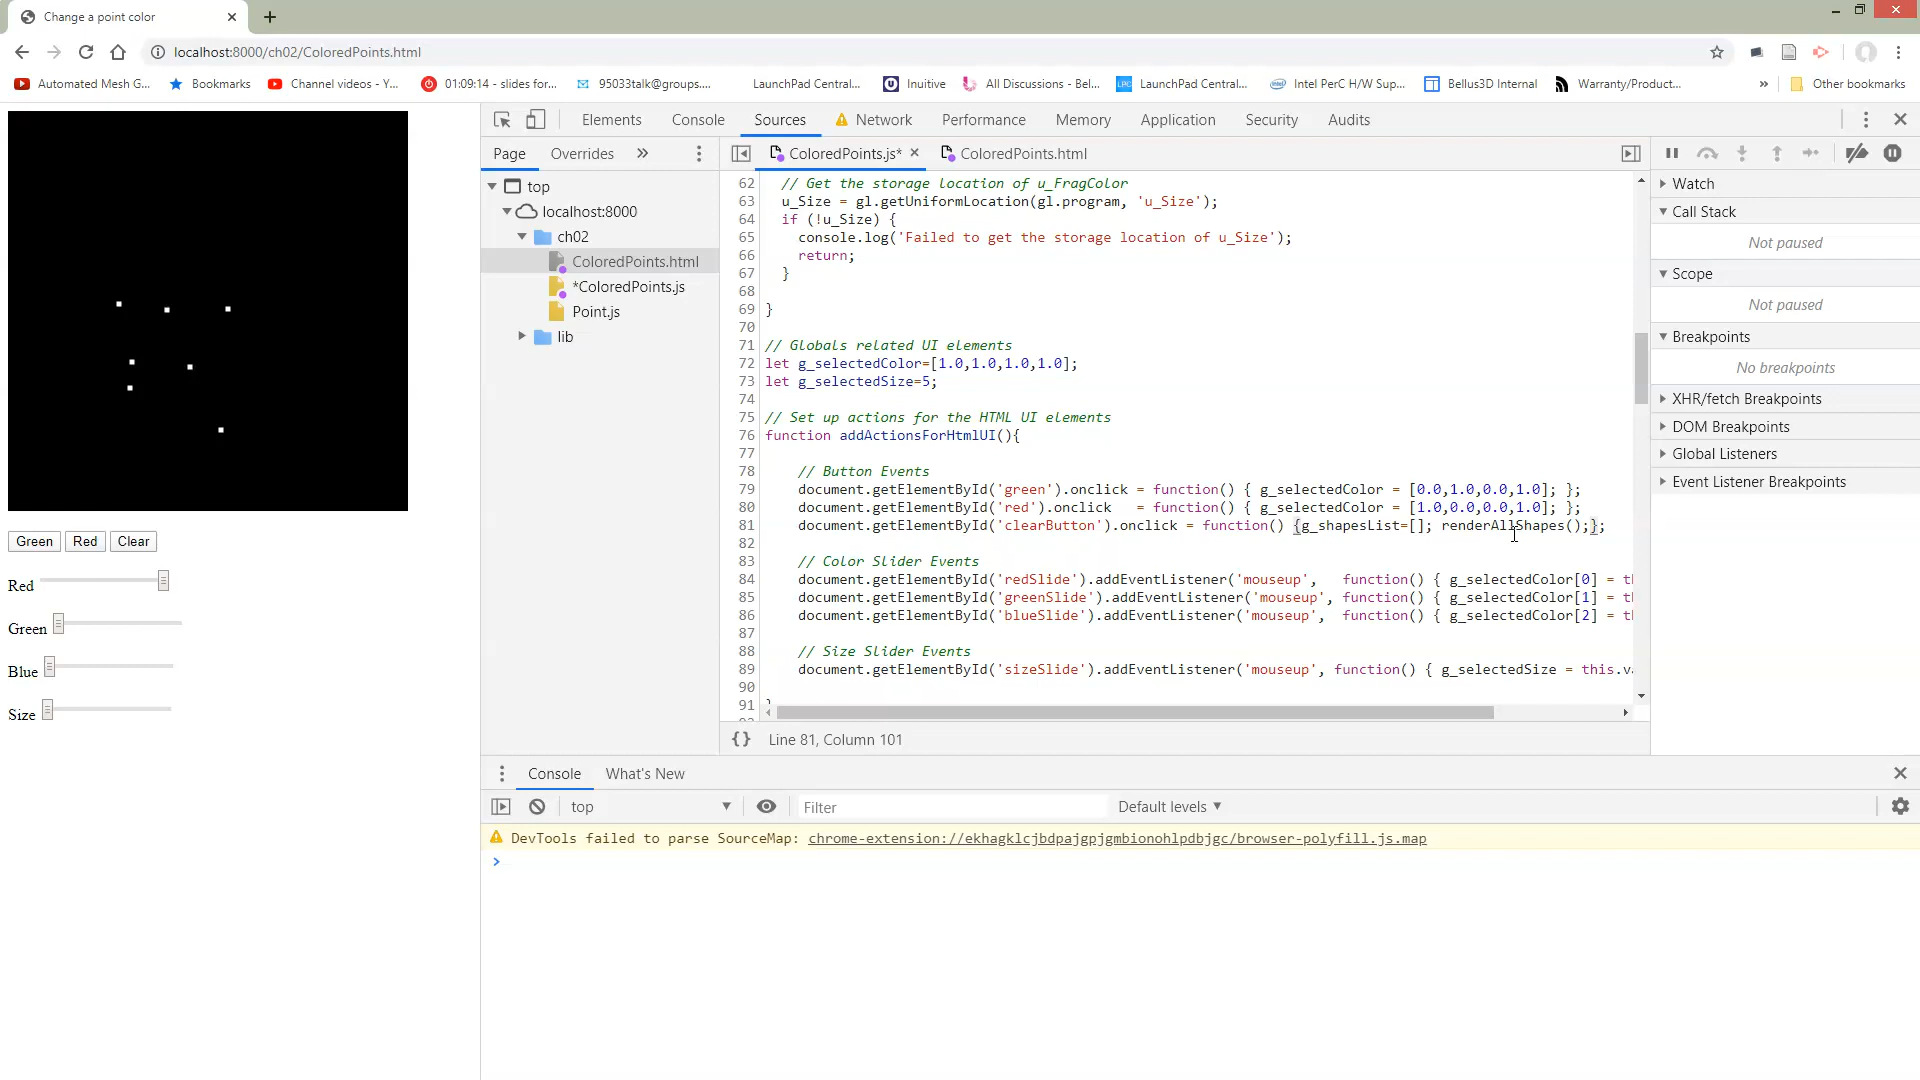 Change a point color
localhost:8000/ch02/ColoredPoints.html
Automated Mesh G...
Bookmarks
Channel videos - Y...
01:09:14 - slides for...
95033talk@groups....
LaunchPad Central...
Inuitive
All Discussions - Bel...
LaunchPad Central...
Intel PerC H/W Sup...
Bellus3D Internal
Warranty/Product...
»
Other bookmarks
Green
Red
Clear
Red
Green
Blue
Size
Elements
Console
Sources
Network
Performance
Memory
Application
Security
Audits
Page
Overrides
»
top
localhost:8000
ch02
ColoredPoints.html
*ColoredPoints.js
Point.js
lib
ColoredPoints.js*
ColoredPoints.html
62 // Get the storage location of u_FragColor
63 u_Size = gl.getUniformLocation(gl.program, 'u_Size');
64 if (!u_Size) {
65 console.log('Failed to get the storage location of u_Size');
66 return;
67 }
68
69 }
70
71 // Globals related UI elements
72 let g_selectedColor=[1.0,1.0,1.0,1.0];
73 let g_selectedSize=5;
74
75 // Set up actions for the HTML UI elements
76 function addActionsForHtmlUI(){
77
78 // Button Events
79 document.getElementById('green').onclick = function() { g_selectedColor = [0.0,1.0,0.0,1.0]; };
80 document.getElementById('red').onclick = function() { g_selectedColor = [1.0,0.0,0.0,1.0]; };
81 document.getElementById('clearButton').onclick = function() {g_shapesList=[]; renderAllShapes();};
82
83 // Color Slider Events
84 document.getElementById('redSlide').addEventListener('mouseup', function() { g_selectedColor[0] = t
85 document.getElementById('greenSlide').addEventListener('mouseup', function() { g_selectedColor[1] = t
86 document.getElementById('blueSlide').addEventListener('mouseup', function() { g_selectedColor[2] = t
87
88 // Size Slider Events
89 document.getElementById('sizeSlide').addEventListener('mouseup', function() { g_selectedSize = this.v
90
91 }
{} Line 81, Column 101
Watch
Call Stack
Not paused
Scope
Not paused
Breakpoints
No breakpoints
XHR/fetch Breakpoints
DOM Breakpoints
Global Listeners
Event Listener Breakpoints
Console
What's New
top
Filter
Default levels
DevTools failed to parse SourceMap: chrome-extension://ekhagklcjbdpajgpjgmbionohlpdbjgc/browser-polyfill.js.map
>